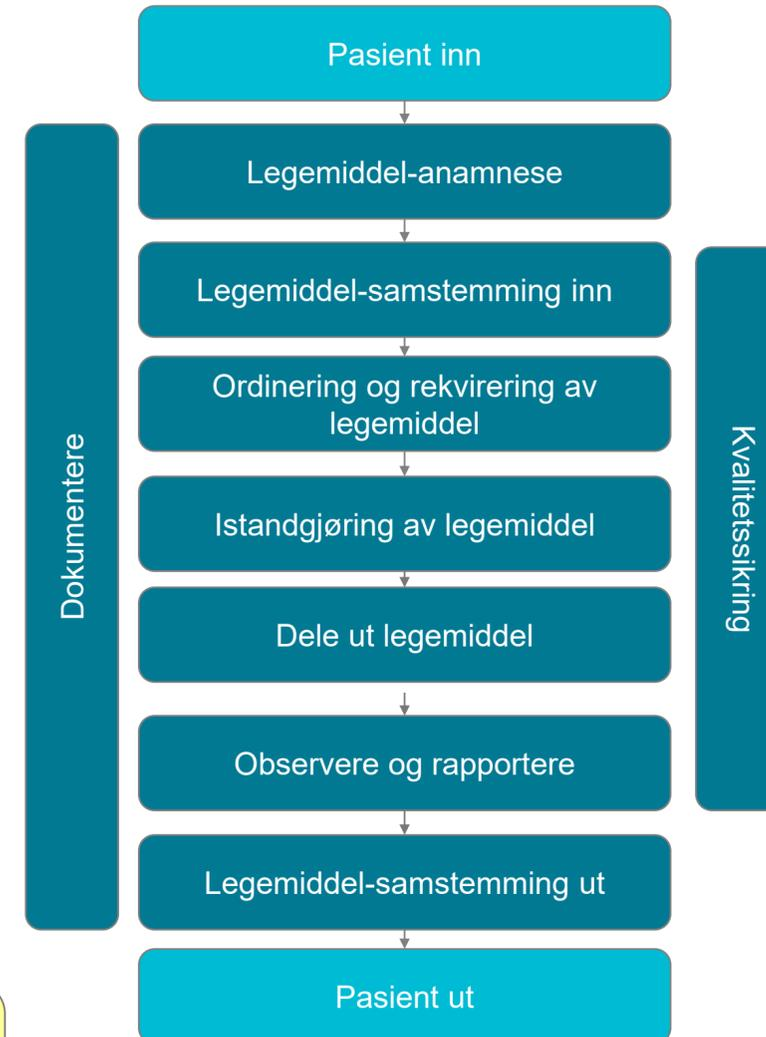 Pasient inn
Legemiddel-anamnese
Legemiddel-samstemming inn
Ordinering og rekvirering av
legemiddel
Istandgjøring av legemiddel
Dele ut legemiddel
Observere og rapportere
Legemiddel-samstemming ut
Pasient ut
Dokumentere
Kvalitetssikring